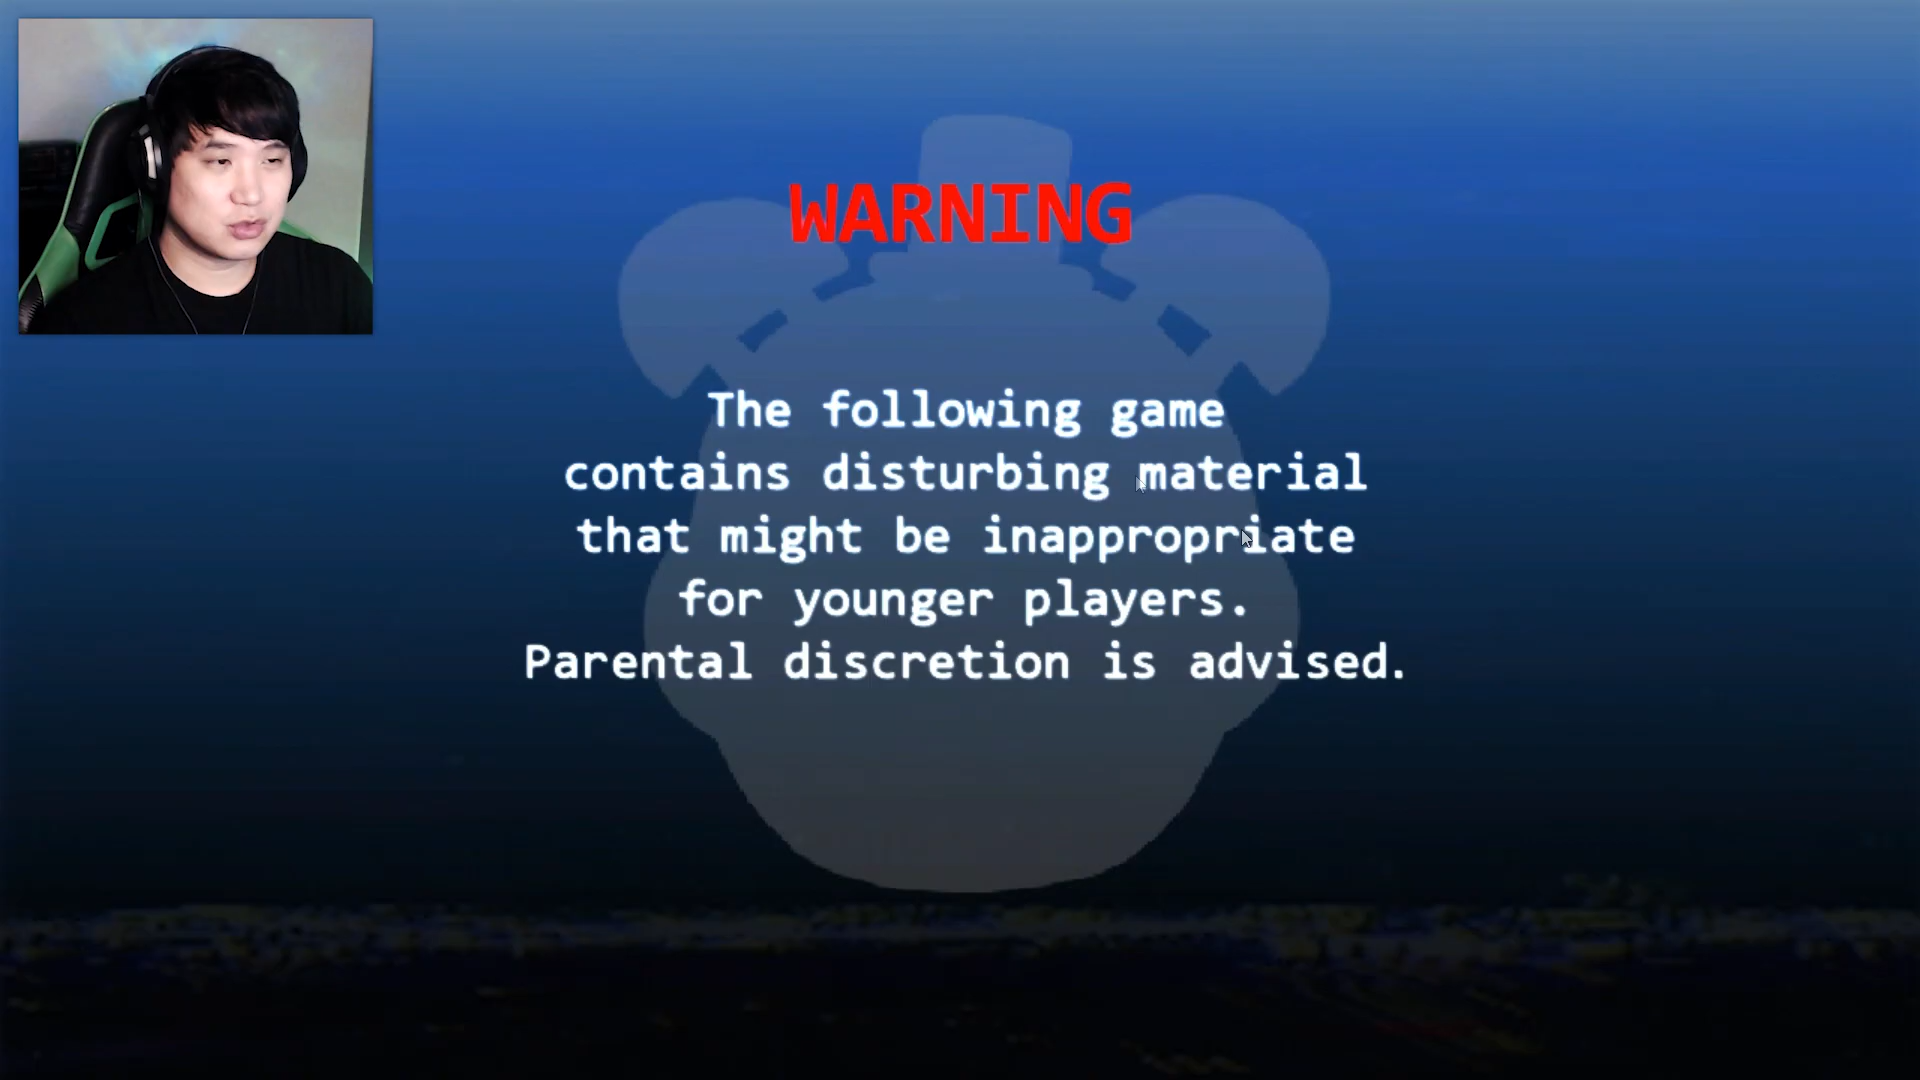 WARNING
The following game
contains disturbing material
that might be inappropriate
for younger players.
Parental discretion is advised.